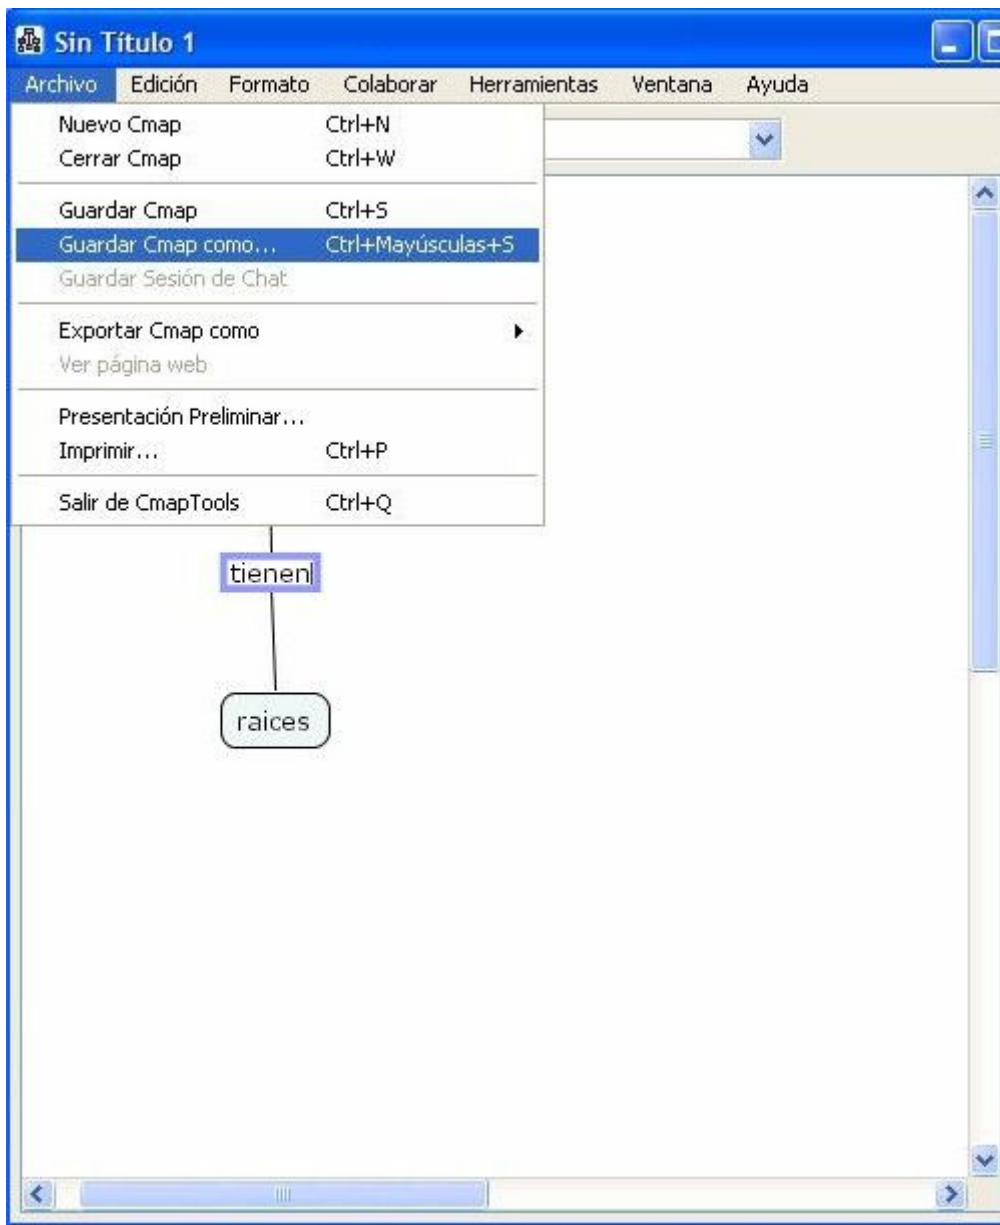 Sin Título 1
Archivo Edición Formato Colaborar Herramientas Ventana Ayuda
Nuevo Cmap Ctrl+N
Cerrar Cmap Ctrl+W
Guardar Cmap Ctrl+S
Guardar Cmap como... Ctrl+Mayúsculas+S
Guardar Sesión de Chat
Exportar Cmap como
Ver página web
Presentación Preliminar...
Imprimir... Ctrl+P
Salir de CmapTools Ctrl+Q
tienen
raices